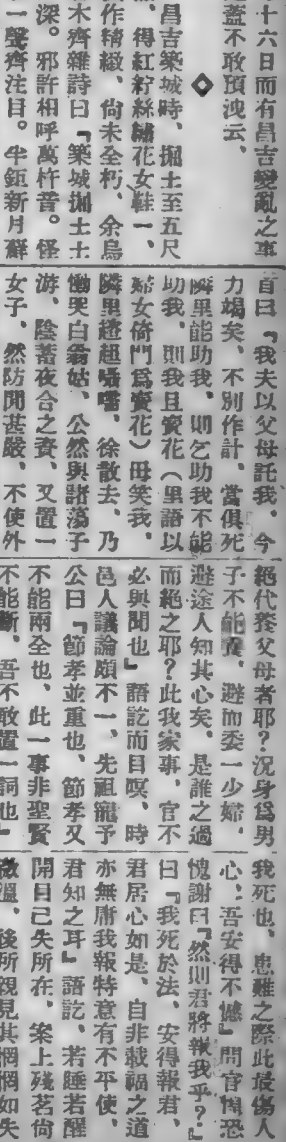 十六日而有昌吉變亂之事
蓋不敢預洩云、
◆
昌吉築城時、掘土至五尺
、得紅紵絲繡花女鞋一、
作精緻、尚未全朽、余烏
木齊雜詩曰『築城掘土土
深。邪許相呼萬杵音。怪
一聲齊注目。半鉤新月蘚
首曰『我夫以父母託我、今
力竭矣、不別作計、當俱死
隣里能助我、則乞助我不能
助我、則我且賣花（里語以
婦女倚門爲賣花）毋笑我、
隣里趑趄囁嚅、徐散去、乃
慟哭白翁姑、公然與諸蕩子
游、陰蓄夜合之資、又置一
女子、然防閑甚嚴、不使外
絕代養父母者耶？況身爲男
子不能養、避而委一少婦、
避途人知其心矣、是誰之過
而絕之耶？此我家事、官不
必與聞也』語訖而目瞑、時
邑人議論頗不一、先祖寵予
公曰『節孝並重也、節孝又
不能兩全也、此一事非聖賢
不能斷、吾不敢置一詞也』
我死也、患難之際此最傷人
心、吾安得不憾』問官惕恐
愧謝曰『然則君將報我乎？』
曰『我死於法、安得報君、
君居心如是、自非載福之道
亦無庸我報特意有不平使、
君知之耳』語訖、若睡若醒
開目已失所在、案上殘茗尚
微溫、後所親見其惘惘如失